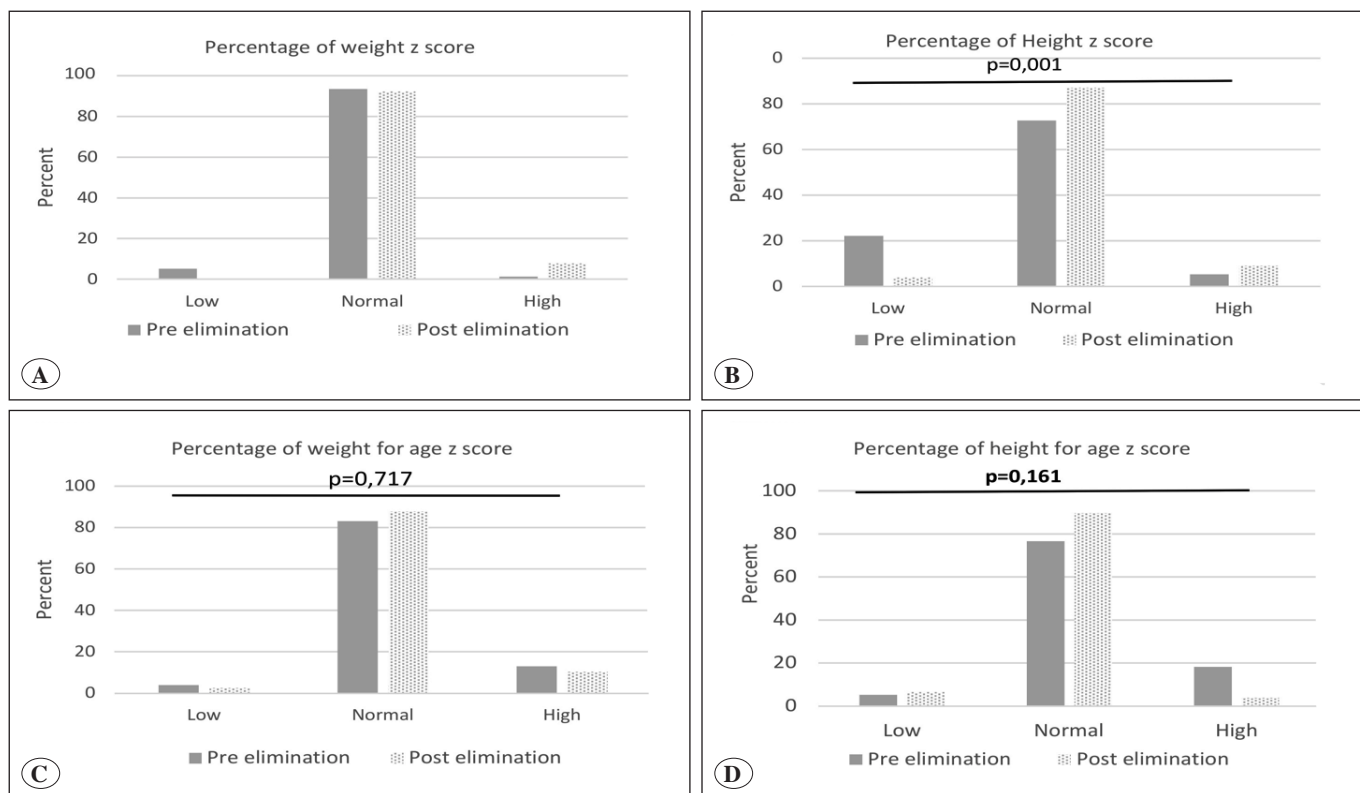 Percentage of weight z score
100
80
60
40
20
0
Percent
Low Normal High
Pre elimination Post elimination
A
Percentage of Height z score
0
p=0,001
80
60
40
20
0
Percent
Low Normal High
Pre elimination Post elimination
B
Percentage of weight for age z score
p=0,717
100
80
60
40
20
0
Percent
Low Normal High
Pre elimination Post elimination
C
Percentage of height for age z score
p=0,161
100
80
60
40
20
0
Percent
Low Normal High
Pre elimination Post elimination
D